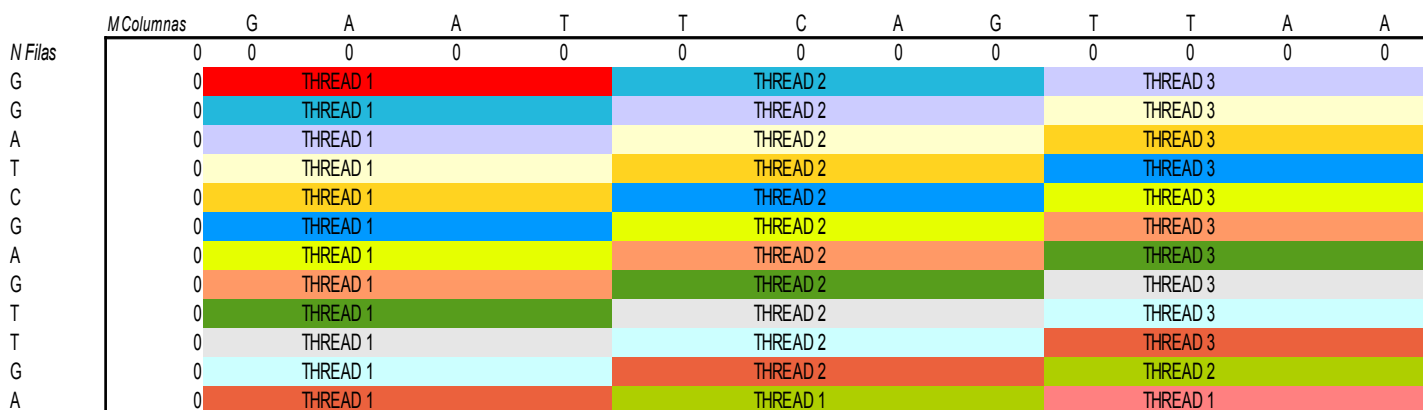 M Columnas G A A T T C A G T T A A
N Filas 0 0 0 0 0 0 0 0 0 0 0 0 0
G 0 THREAD 1 THREAD 2 THREAD 3
G 0 THREAD 1 THREAD 2 THREAD 3
A 0 THREAD 1 THREAD 2 THREAD 3
T 0 THREAD 1 THREAD 2 THREAD 3
C 0 THREAD 1 THREAD 2 THREAD 3
G 0 THREAD 1 THREAD 2 THREAD 3
A 0 THREAD 1 THREAD 2 THREAD 3
G 0 THREAD 1 THREAD 2 THREAD 3
T 0 THREAD 1 THREAD 2 THREAD 3
T 0 THREAD 1 THREAD 2 THREAD 3
G 0 THREAD 1 THREAD 2 THREAD 2
A 0 THREAD 1 THREAD 1 THREAD 1